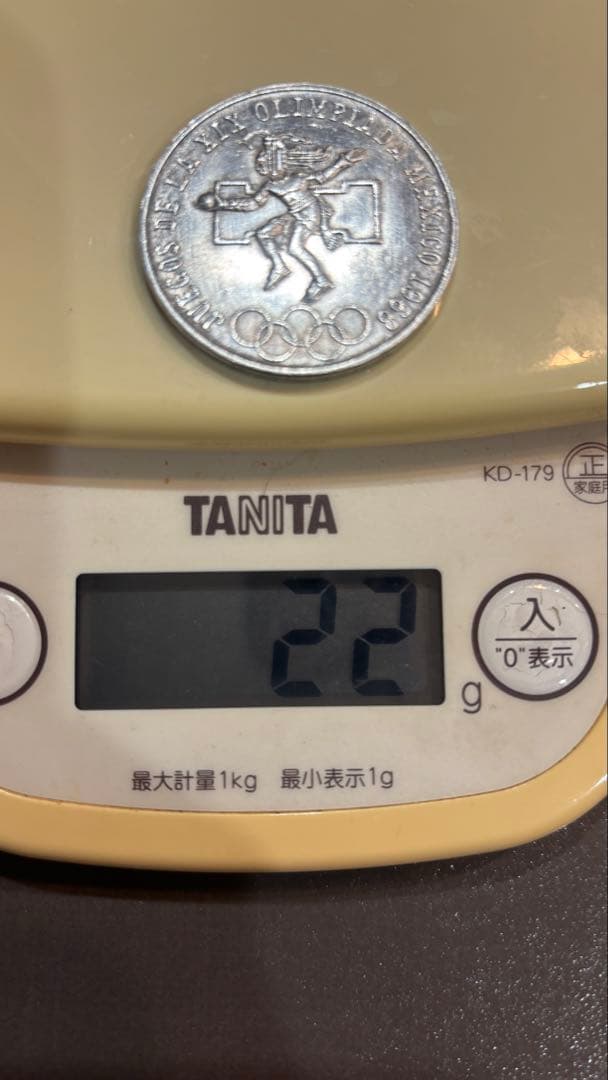 JUEGOS DE LA XIX OLIMPIADA MEXICO 1968
KD-179
正
家庭用
TANITA
22
g
入
"0"表示
最大計量1kg 最小表示1g